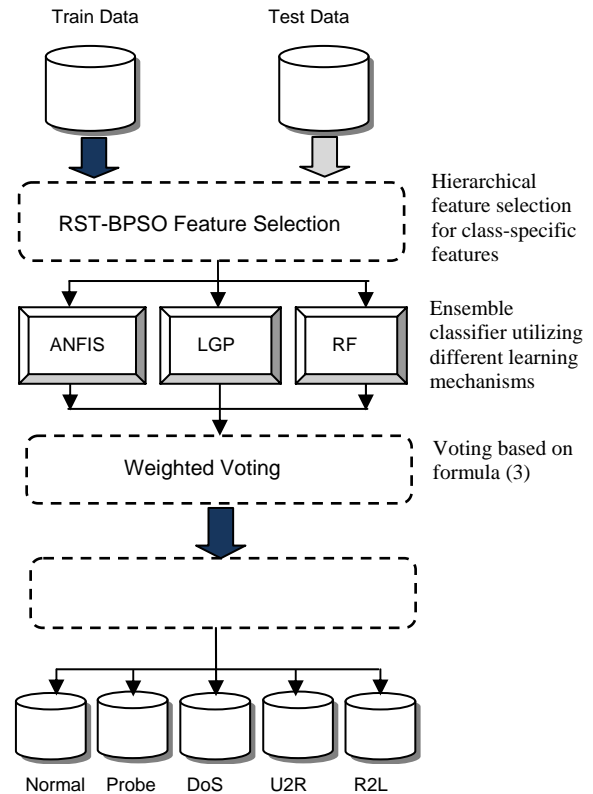 Train Data
Test Data
RST-BPSO Feature Selection
Hierarchical
feature selection
for class-specific
features
ANFIS
LGP
RF
Ensemble
classifier utilizing
different learning
mechanisms
Weighted Voting
Voting based on
formula (3)
Normal
Probe
DoS
U2R
R2L